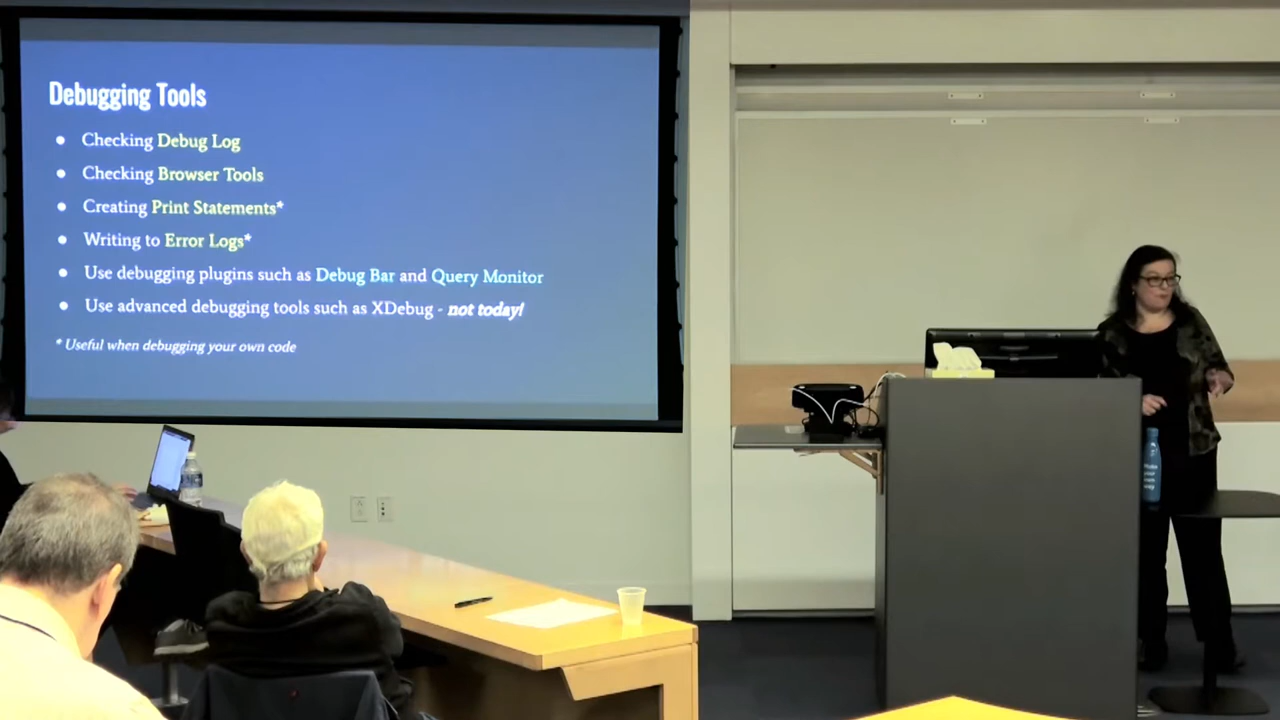 Debugging Tools
● Checking Debug Log
● Checking Browser Tools
● Creating Print Statements*
● Writing to Error Logs*
● Use debugging plugins such as Debug Bar and Query Monitor
● Use advanced debugging tools such as XDebug - not today!
* Useful when debugging your own code